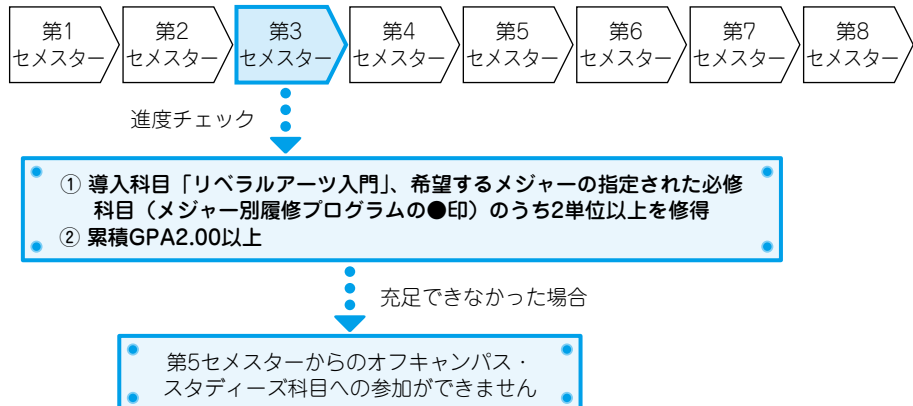 第1 セメスター
第2 セメスター
第3 セメスター
第4 セメスター
第5 セメスター
第6 セメスター
第7 セメスター
第8 セメスター
進度チェック
① 導入科目「リベラルアーツ入門」、希望するメジャーの指定された必修
科目（メジャー別履修プログラムの●印）のうち2単位以上を修得
② 累積GPA2.00以上
充足できなかった場合
第5セメスターからのオフキャンパス・
スタディーズ科目への参加ができません